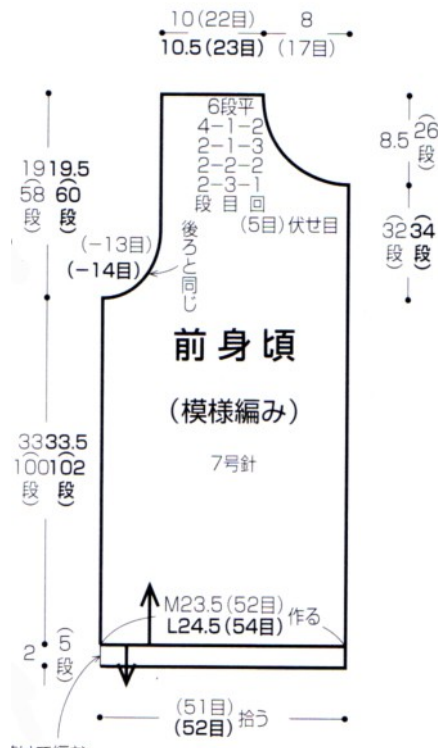 10(22目) 8
10.5(23目) (17目)
6段平
4-1-2
2-1-3
2-2-2
2-3-1
段 目 回
(5目)伏せ目
8.5 (26段)
19 19.5
(58段) (60段)
(32段) (34段)
(-13目)
(-14目)
後ろと同じ
前身頃
(模様編み)
7号針
33 33.5
(100段) (102段)
M23.5(52目)
L24.5(54目) 作る
2 (5段)
(51目)
(52目) 拾う